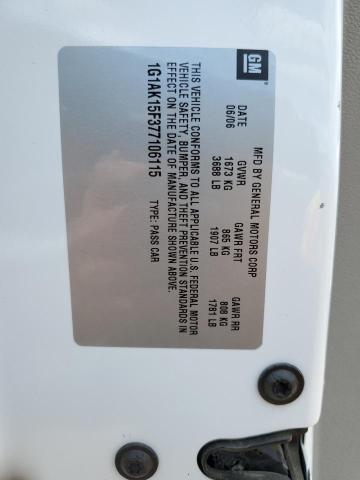 GM
MFD BY GENERAL MOTORS CORP
DATE GVWR GAWR FRT GAWR RR
06/06 1673 KG 865 KG 808 KG
3688 LB 1907 LB 1781 LB
THIS VEHICLE CONFORMS TO ALL APPLICABLE U.S. FEDERAL MOTOR
VEHICLE SAFETY, BUMPER, AND THEFT PREVENTION STANDARDS IN
EFFECT ON THE DATE OF MANUFACTURE SHOWN ABOVE.
1G1AK15F377106115 TYPE: PASS CAR